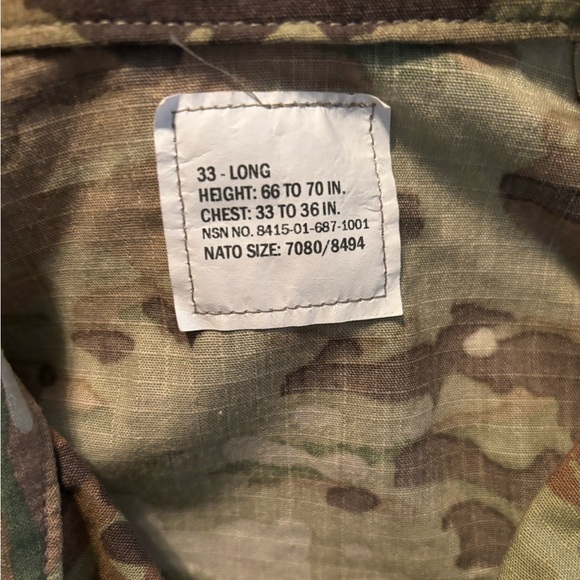 33 - LONG
HEIGHT: 66 TO 70 IN.
CHEST: 33 TO 36 IN.
NSN NO. 8415-01-687-1001
NATO SIZE: 7080/8494